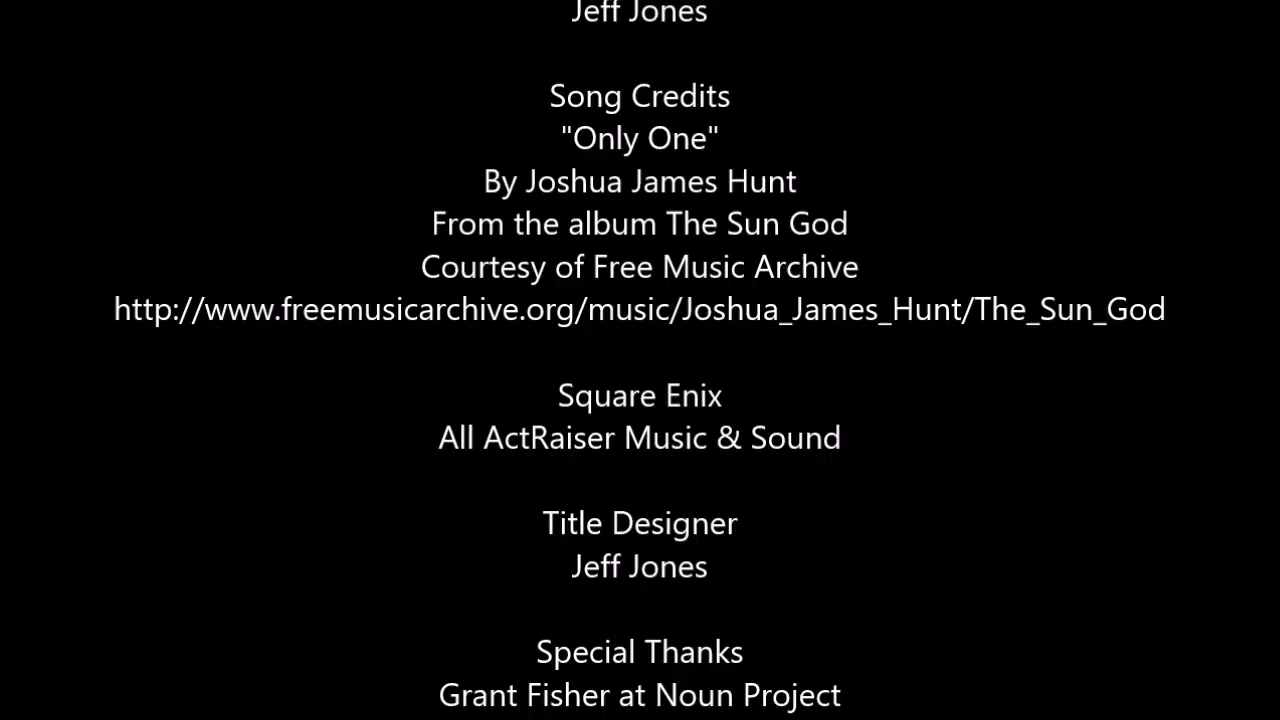 Jeff Jones
Song Credits
"Only One"
By Joshua James Hunt
From the album The Sun God
Courtesy of Free Music Archive
http://www.freemusicarchive.org/music/Joshua_James_Hunt/The_Sun_God
Square Enix
All ActRaiser Music & Sound
Title Designer
Jeff Jones
Special Thanks
Grant Fisher at Noun Project